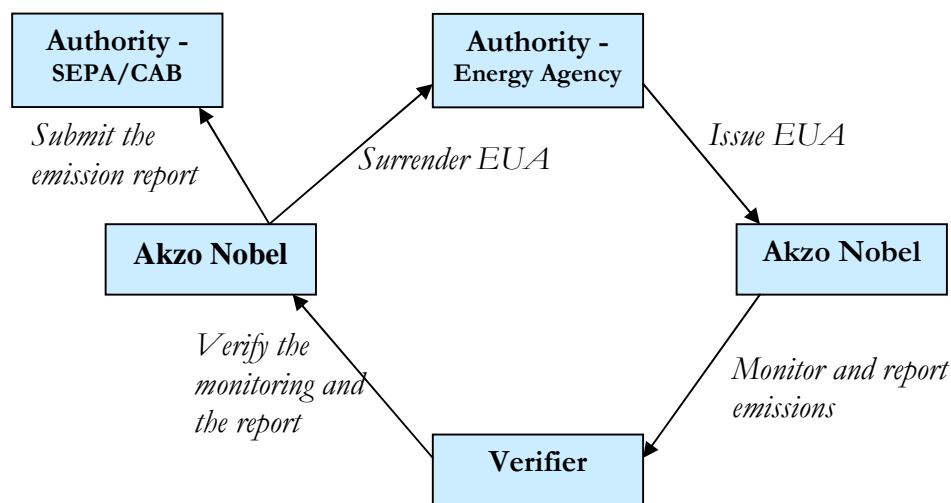 Authority -
SEPA/CAB
Authority -
Energy Agency
Submit the
emission report
Surrender EUA
Issue EUA
Akzo Nobel
Akzo Nobel
Verify the
monitoring and
the report
Monitor and report
emissions
Verifier